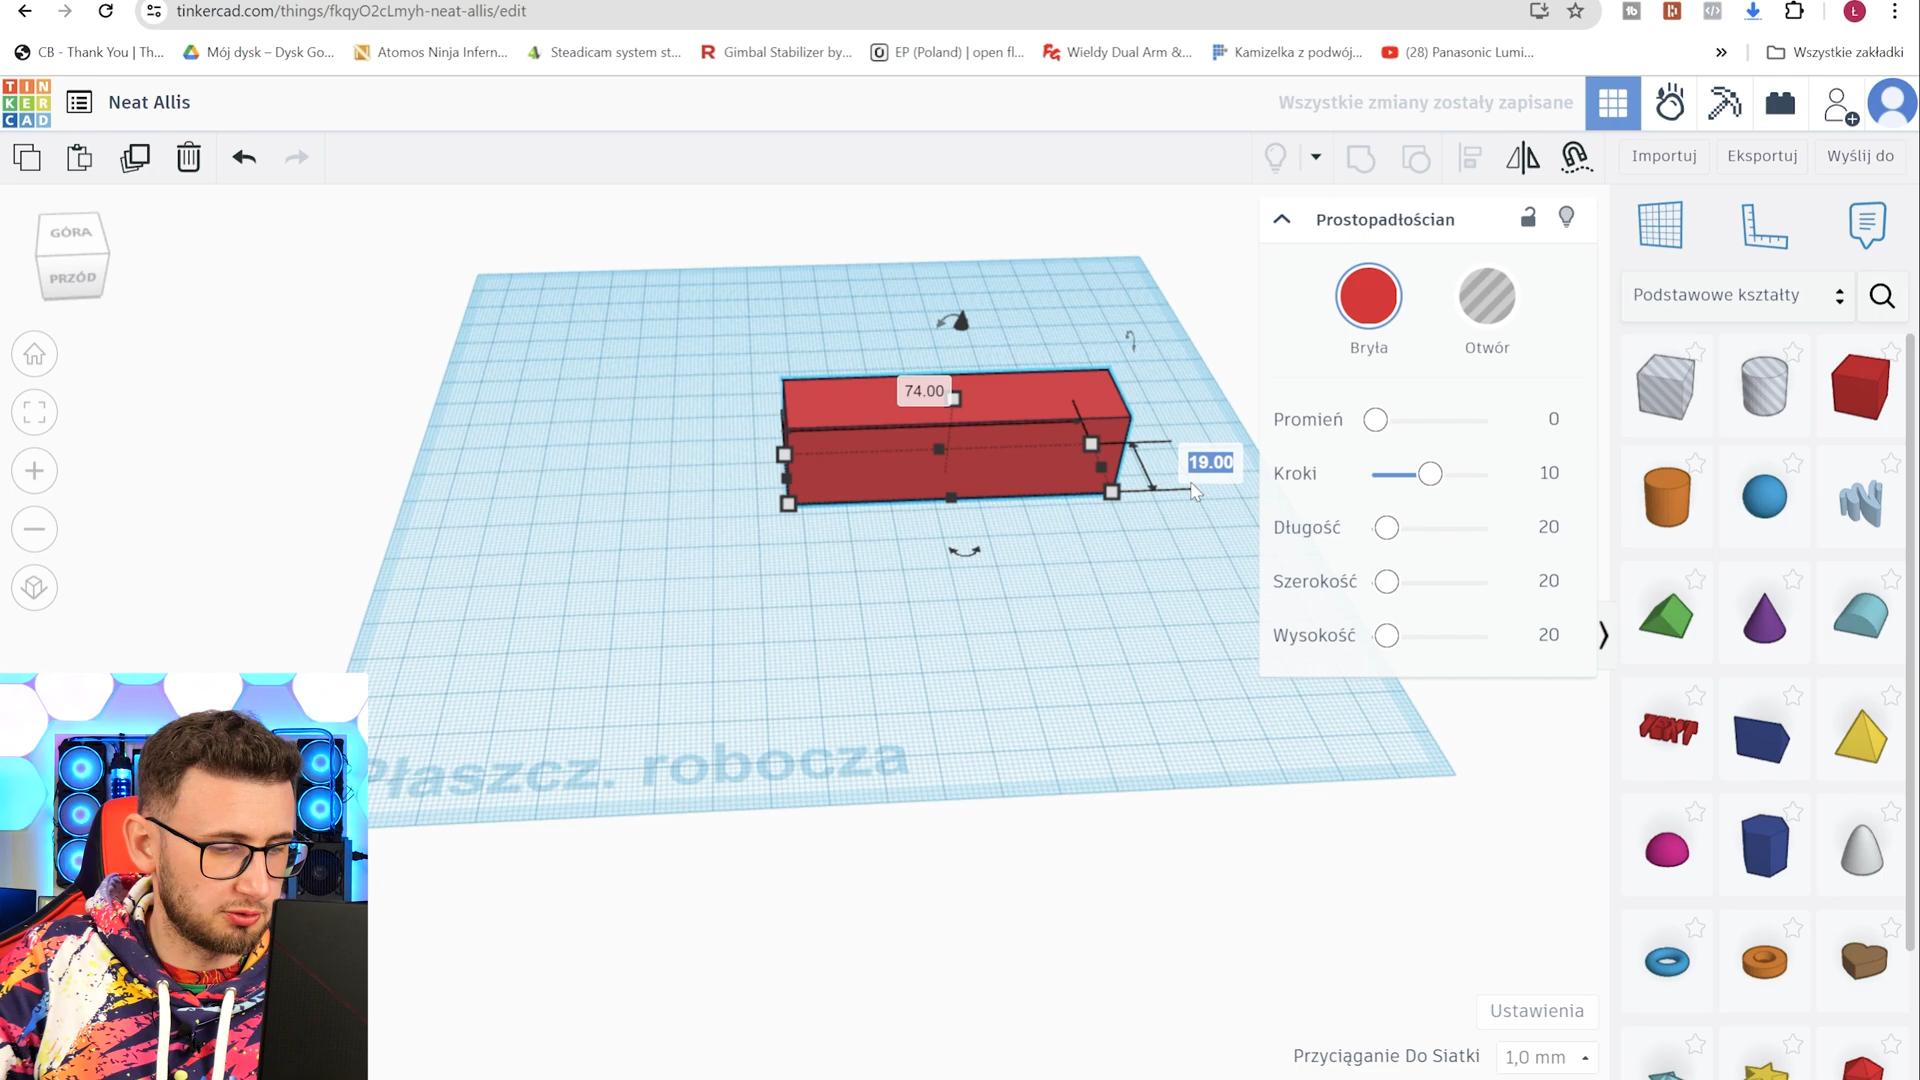 tinkercad.com/things/fkqyO2cLmyh-neat-allis/edit
CB - Thank You | Th...
Mój dysk – Dysk Go...
Atomos Ninja Infern...
Steadicam system st...
Gimbal Stabilizer by...
EP (Poland) | open fl...
Wieldy Dual Arm &...
Kamizelka z podwój...
(28) Panasonic Lumi...
Wszystkie zakładki
TIN
KER
CAD
Neat Allis
Wszystkie zmiany zostały zapisane
Importuj
Eksportuj
Wyślij do
GÓRA
PRZÓD
Prostopadłościan
Bryła
Otwór
Promień 0
Kroki 10
Długość 20
Szerokość 20
Wysokość 20
Podstawowe kształty
74.00
19.00
TEXT
Płaszcz. robocza
Ustawienia
Przyciąganie Do Siatki 1,0 mm